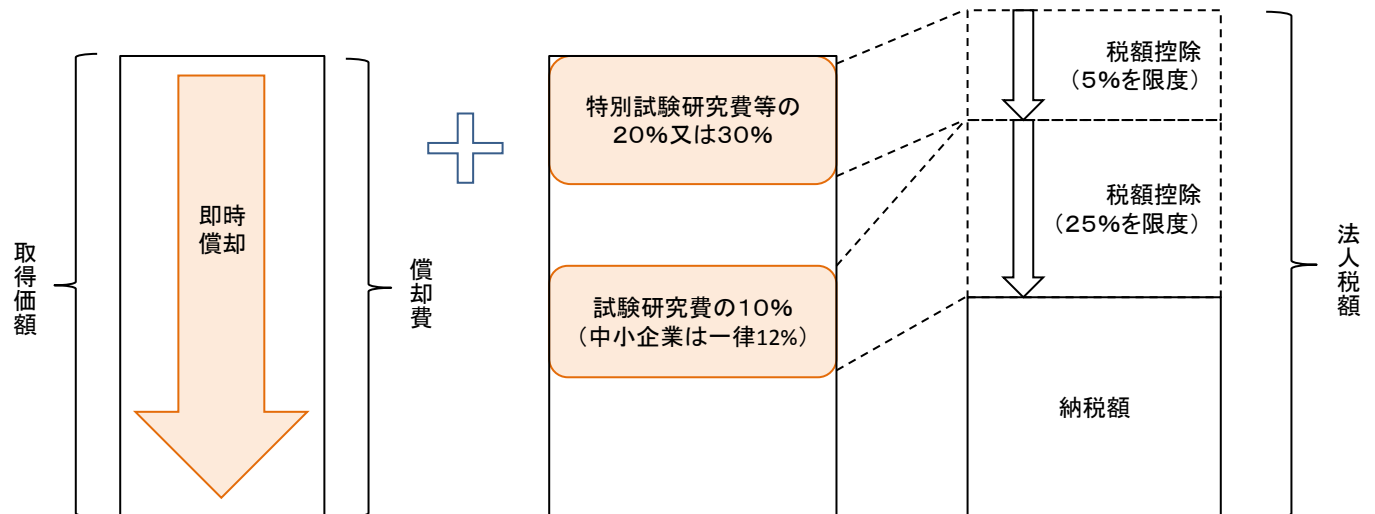 取得価額
即時
償却
償却費
特別試験研究費等の
20%又は30%
試験研究費の10%
（中小企業は一律12%）
税額控除
（5%を限度）
税額控除
（25%を限度）
納税額
法人税額